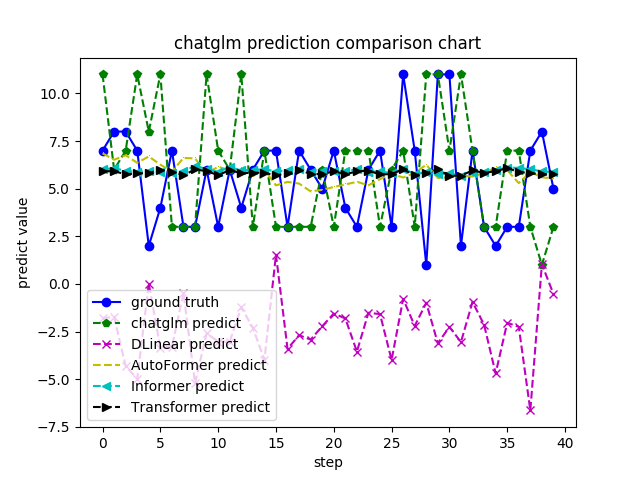 chatglm prediction comparison chart
predict value
10.0
7.5
5.0
2.5
0.0
−2.5
−5.0
−7.5
ground truth
chatglm predict
DLinear predict
AutoFormer predict
Informer predict
Transformer predict
0 5 10 15 20 25 30 35 40
step